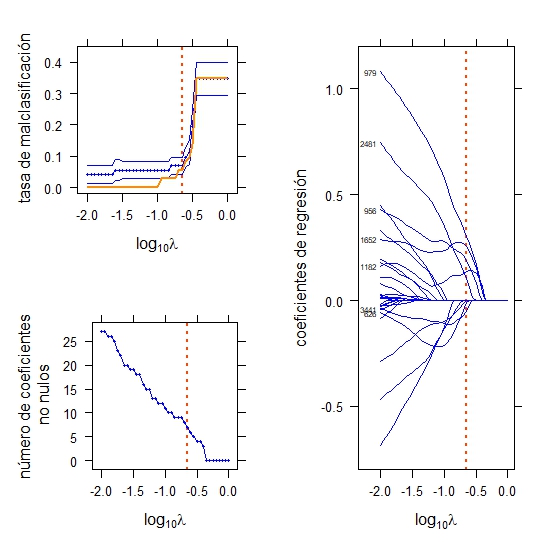 tasa de malclasificación
0.4
0.3
0.2
0.1
0.0
-2.0 -1.5 -1.0 -0.5 0.0
log10λ
número de coeficientes
no nulos
25
20
15
10
5
0
-2.0 -1.5 -1.0 -0.5 0.0
log10λ
coeficientes de regresión
1.0
0.5
0.0
-0.5
979
2481
956
1652
1182
3441
626
-2.0 -1.5 -1.0 -0.5 0.0
log10λ